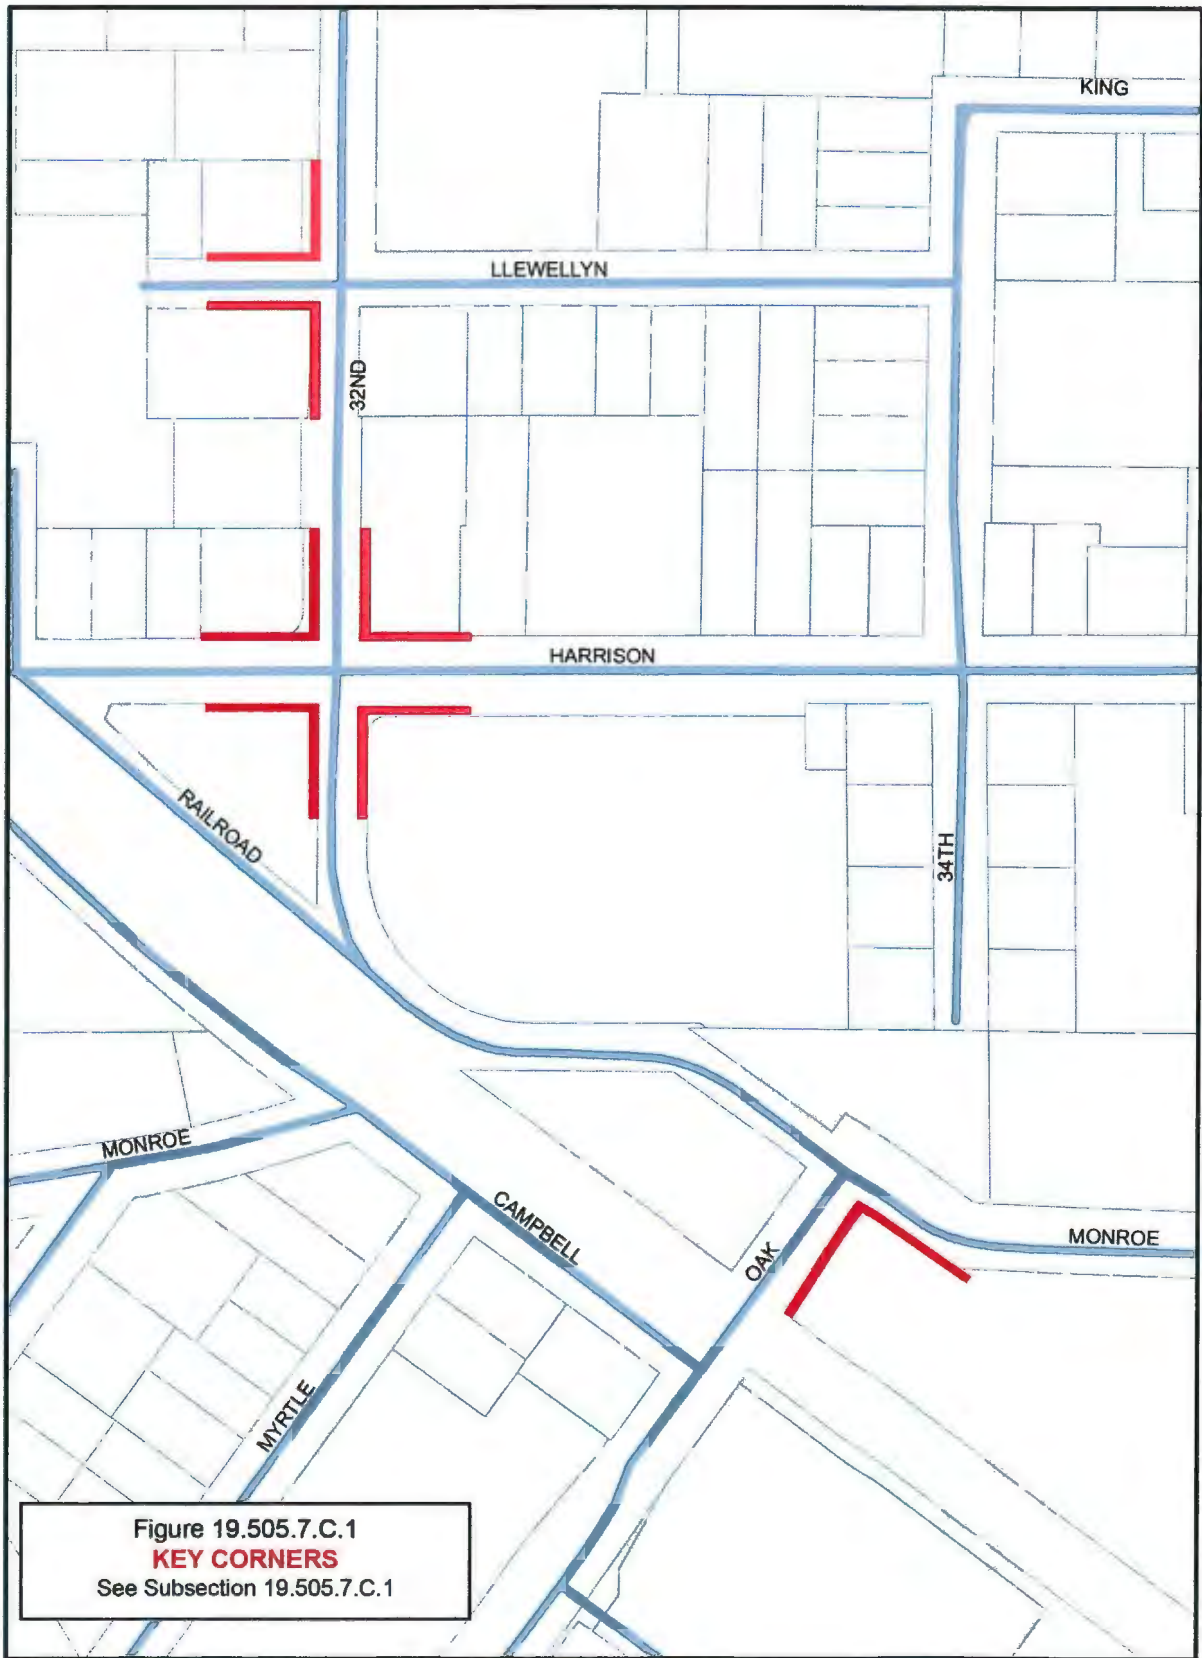 KING
LLEWELLYN
32ND
HARRISON
RAILROAD
34TH
MONROE
CAMPBELL
OAK
MONROE
MYRTLE
Figure 19.505.7.C.1
KEY CORNERS
See Subsection 19.505.7.C.1